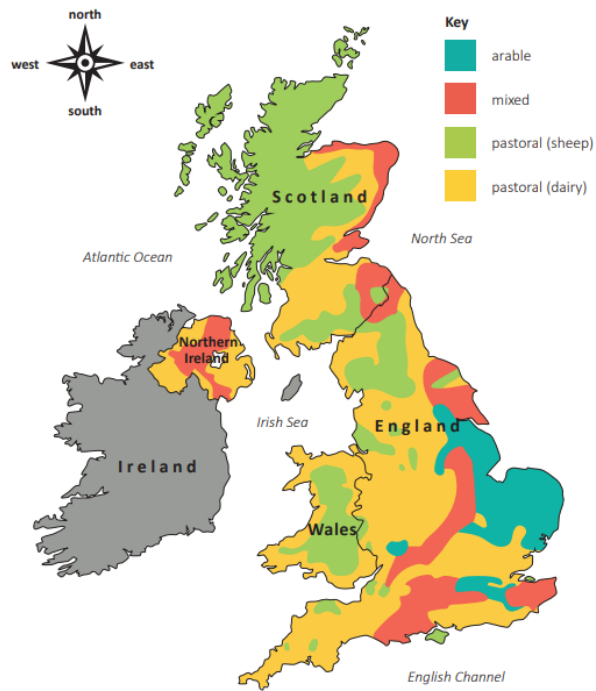 north
west
east
south
Key
arable
mixed
pastoral (sheep)
pastoral (dairy)
Scotland
North Sea
Atlantic Ocean
Northern
Ireland
Irish Sea
England
Ireland
Wales
English Channel